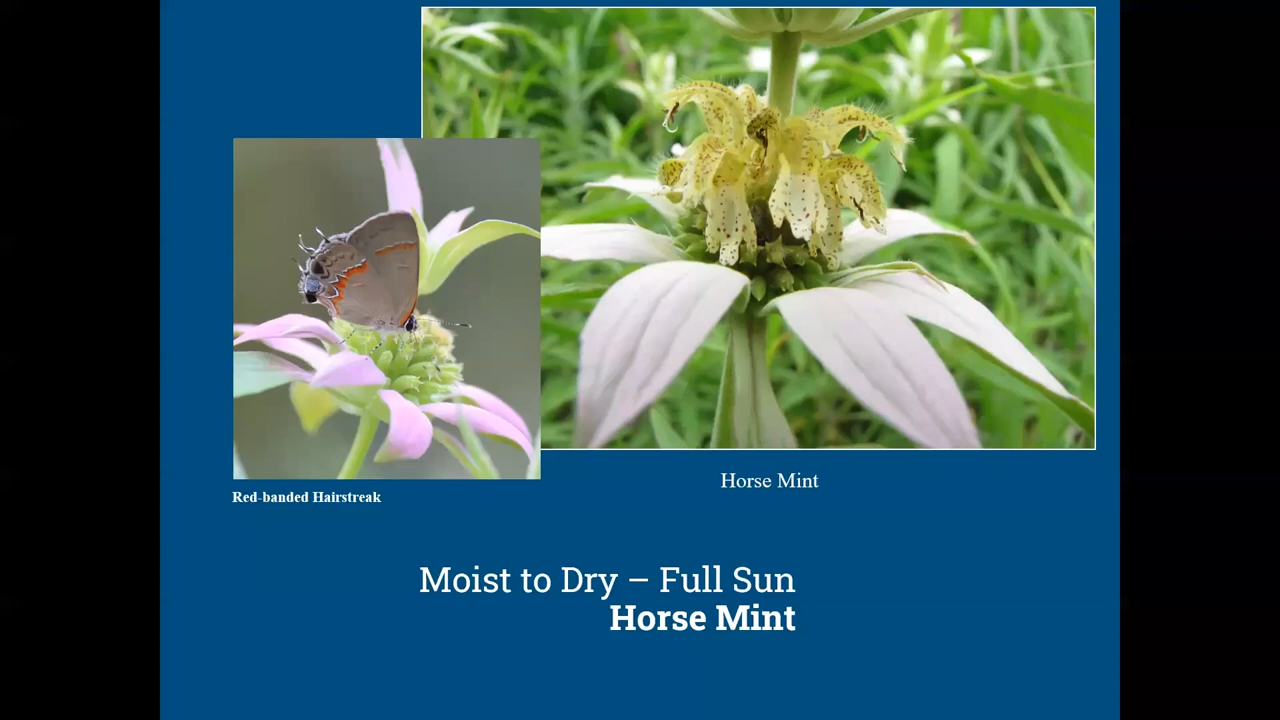 Horse Mint
Red-banded Hairstreak
Moist to Dry – Full Sun
Horse Mint